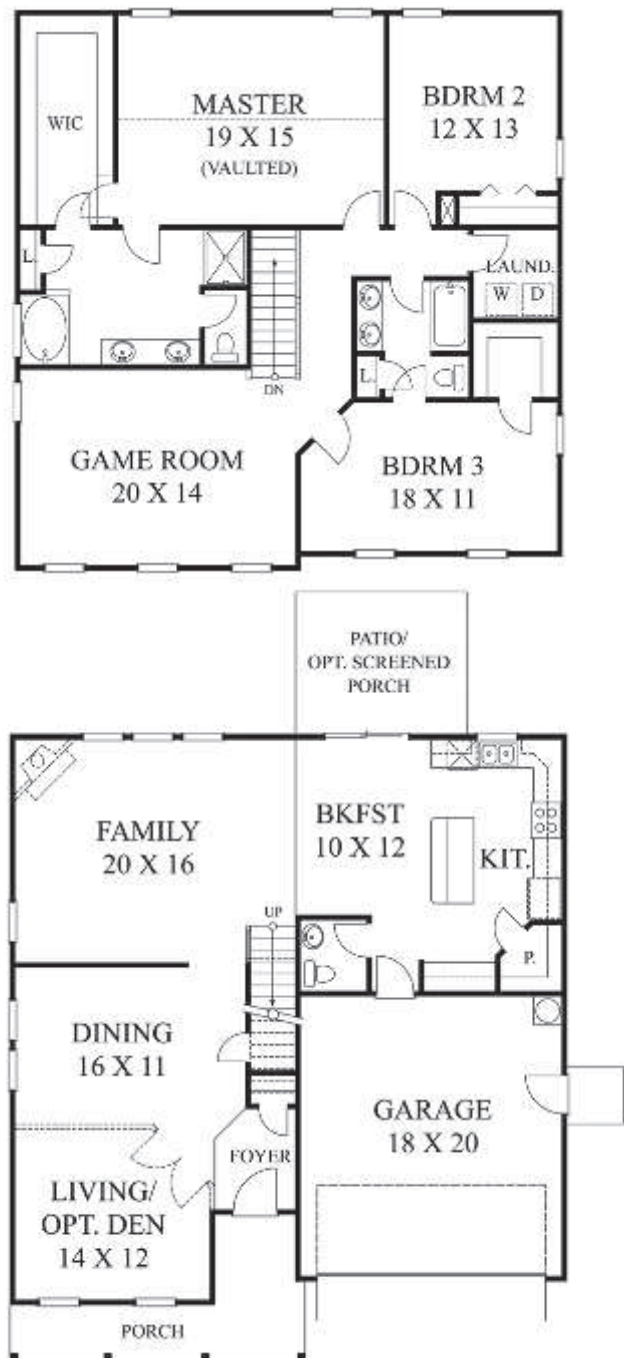 WIC
MASTER
19 X 15
(VAULTED)
BDRM 2
12 X 13
L.
LAUND.
W D
DN
L.
GAME ROOM
20 X 14
BDRM 3
18 X 11
PATIO/
OPT. SCREENED
PORCH
FAMILY
20 X 16
BKFST
10 X 12
KIT.
UP
P.
DINING
16 X 11
GARAGE
18 X 20
FOYER
LIVING/
OPT. DEN
14 X 12
PORCH